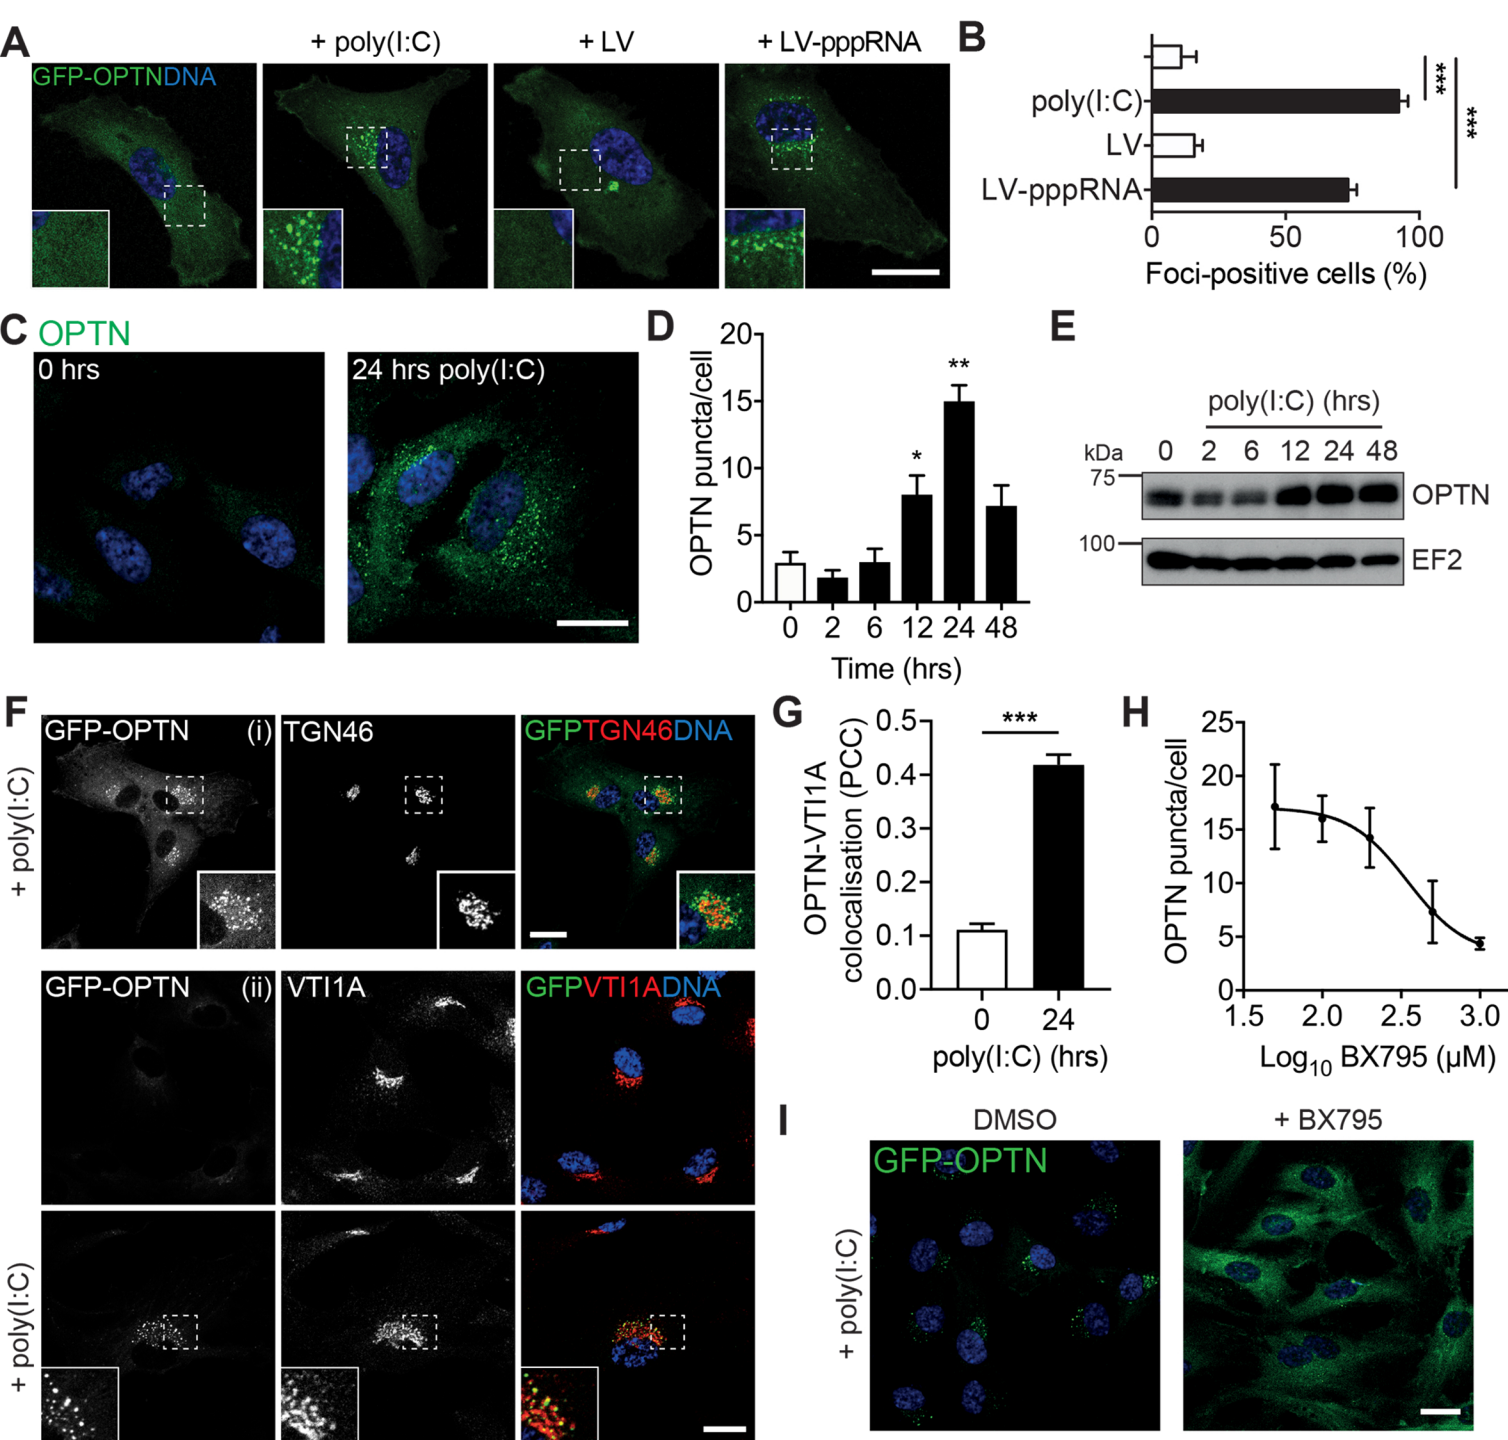 A
+ poly(I:C)
+ LV
+ LV-pppRNA
GFP-OPTNDNA
B
poly(I:C)
LV
LV-pppRNA
***
***
0 50 100
Foci-positive cells (%)
C
OPTN
0 hrs
24 hrs poly(I:C)
D
OPTN puncta/cell
20
15
10
5
0
*
**
0 2 6 12 24 48
Time (hrs)
E
poly(I:C) (hrs)
kDa
0 2 6 12 24 48
75
OPTN
100
EF2
F
+ poly(I:C)
GFP-OPTN (i)
TGN46
GFPTGN46DNA
GFP-OPTN (ii)
VTI1A
GFPVTI1ADNA
+ poly(I:C)
G
OPTN-VTI1A
colocalisation (PCC)
0.5
0.4
0.3
0.2
0.1
0.0
***
0 24
poly(I:C) (hrs)
H
OPTN puncta/cell
25
20
15
10
5
0
1.5 2.0 2.5 3.0
Log10 BX795 (µM)
I
DMSO
+ BX795
GFP-OPTN
+ poly(I:C)